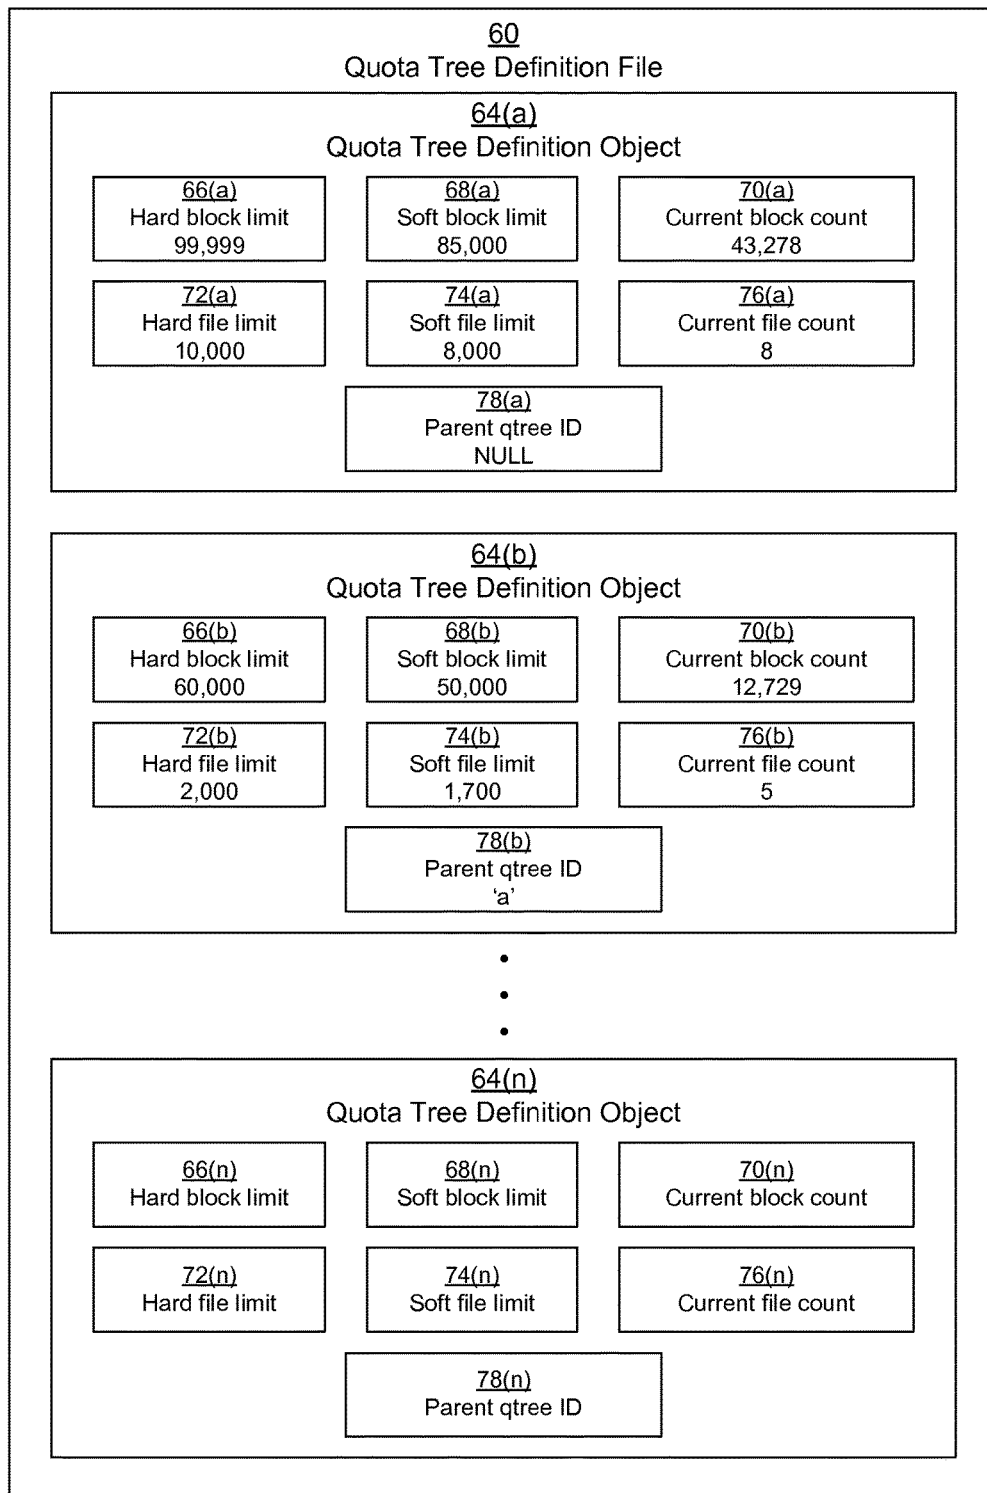 60
Quota Tree Definition File
64(a)
Quota Tree Definition Object
66(a)
Hard block limit
99,999
68(a)
Soft block limit
85,000
70(a)
Current block count
43,278
72(a)
Hard file limit
10,000
74(a)
Soft file limit
8,000
76(a)
Current file count
8
78(a)
Parent qtree ID
NULL
64(b)
Quota Tree Definition Object
66(b)
Hard block limit
60,000
68(b)
Soft block limit
50,000
70(b)
Current block count
12,729
72(b)
Hard file limit
2,000
74(b)
Soft file limit
1,700
76(b)
Current file count
5
78(b)
Parent qtree ID
‘a’
64(n)
Quota Tree Definition Object
66(n)
Hard block limit
68(n)
Soft block limit
70(n)
Current block count
72(n)
Hard file limit
74(n)
Soft file limit
76(n)
Current file count
78(n)
Parent qtree ID